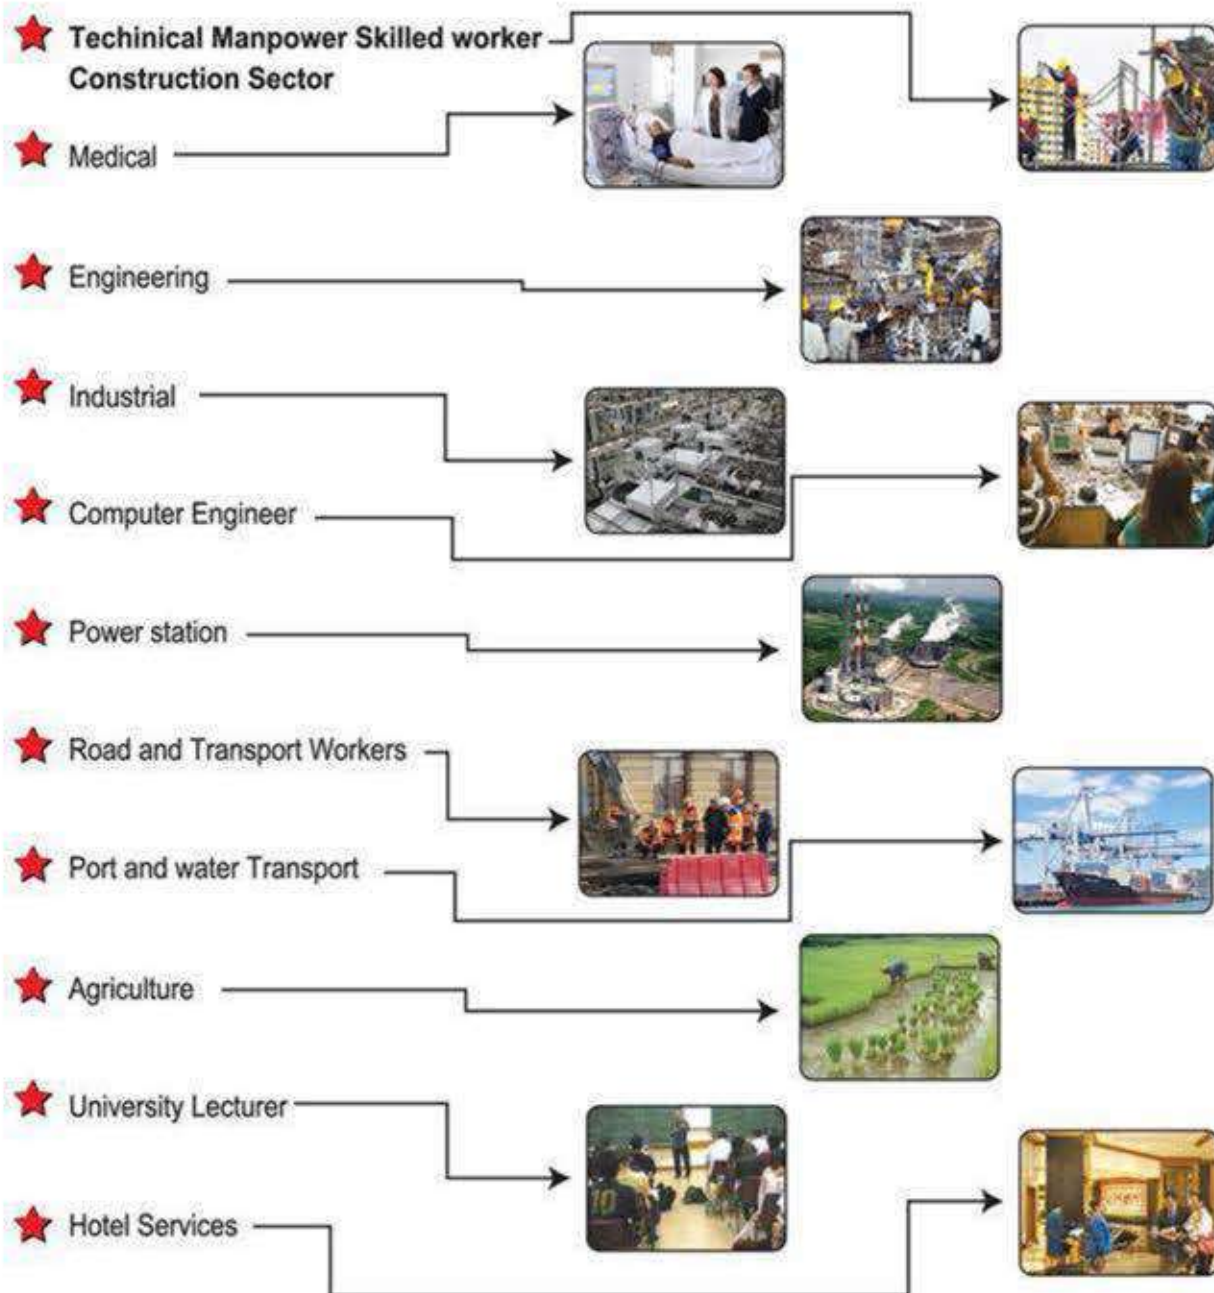 Techinical Manpower Skilled worker
Construction Sector
Medical
Engineering
Industrial
Computer Engineer
Power station
Road and Transport Workers
Port and water Transport
Agriculture
University Lecturer
Hotel Services